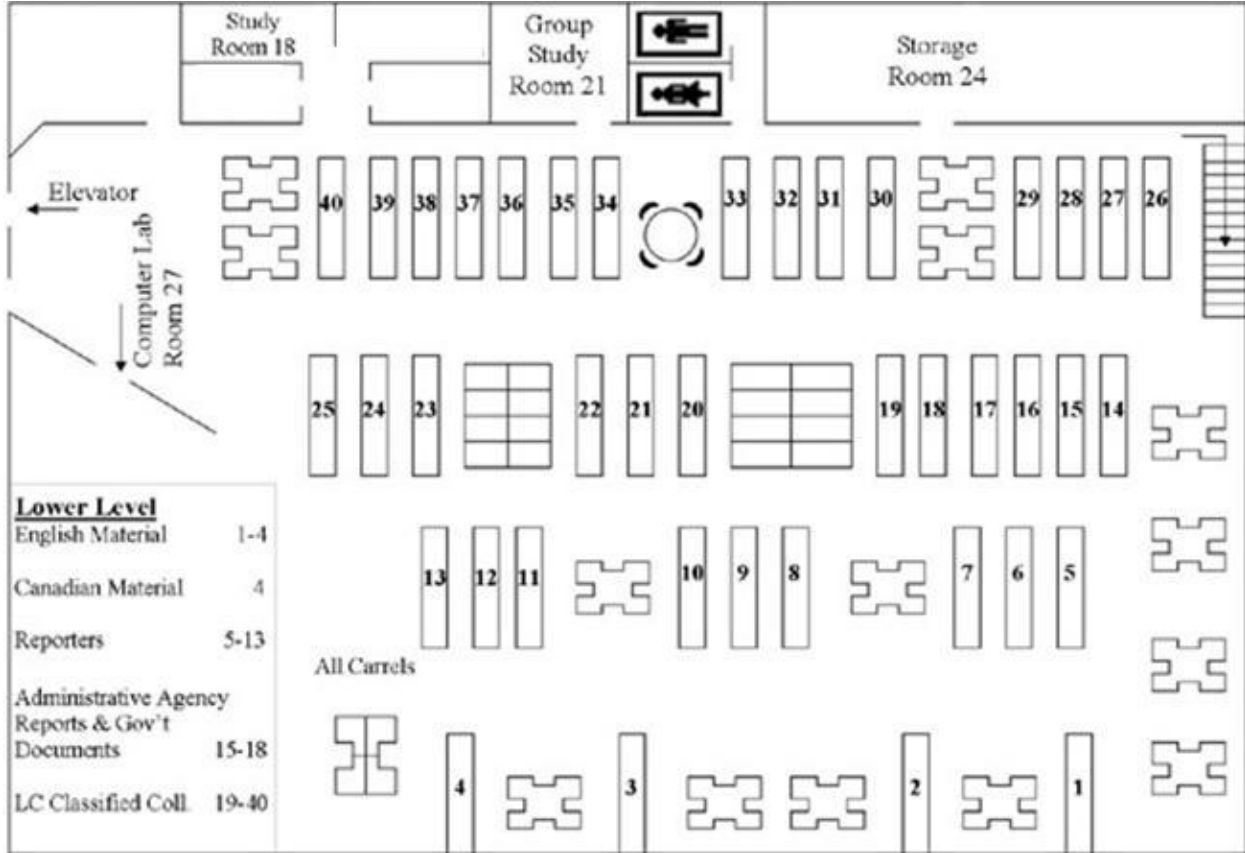 Study
Room 18
Group
Study
Room 21
Storage
Room 24
Elevator
Computer Lab
Room 27
40 39 38 37 36 35 34 33 32 31 30 29 28 27 26
25 24 23 22 21 20 19 18 17 16 15 14
13 12 11 10 9 8 7 6 5
All Carrels
4 3 2 1
Lower Level
English Material 1-4
Canadian Material 4
Reporters 5-13
Administrative Agency
Reports & Gov't
Documents 15-18
LC Classified Coll. 19-40